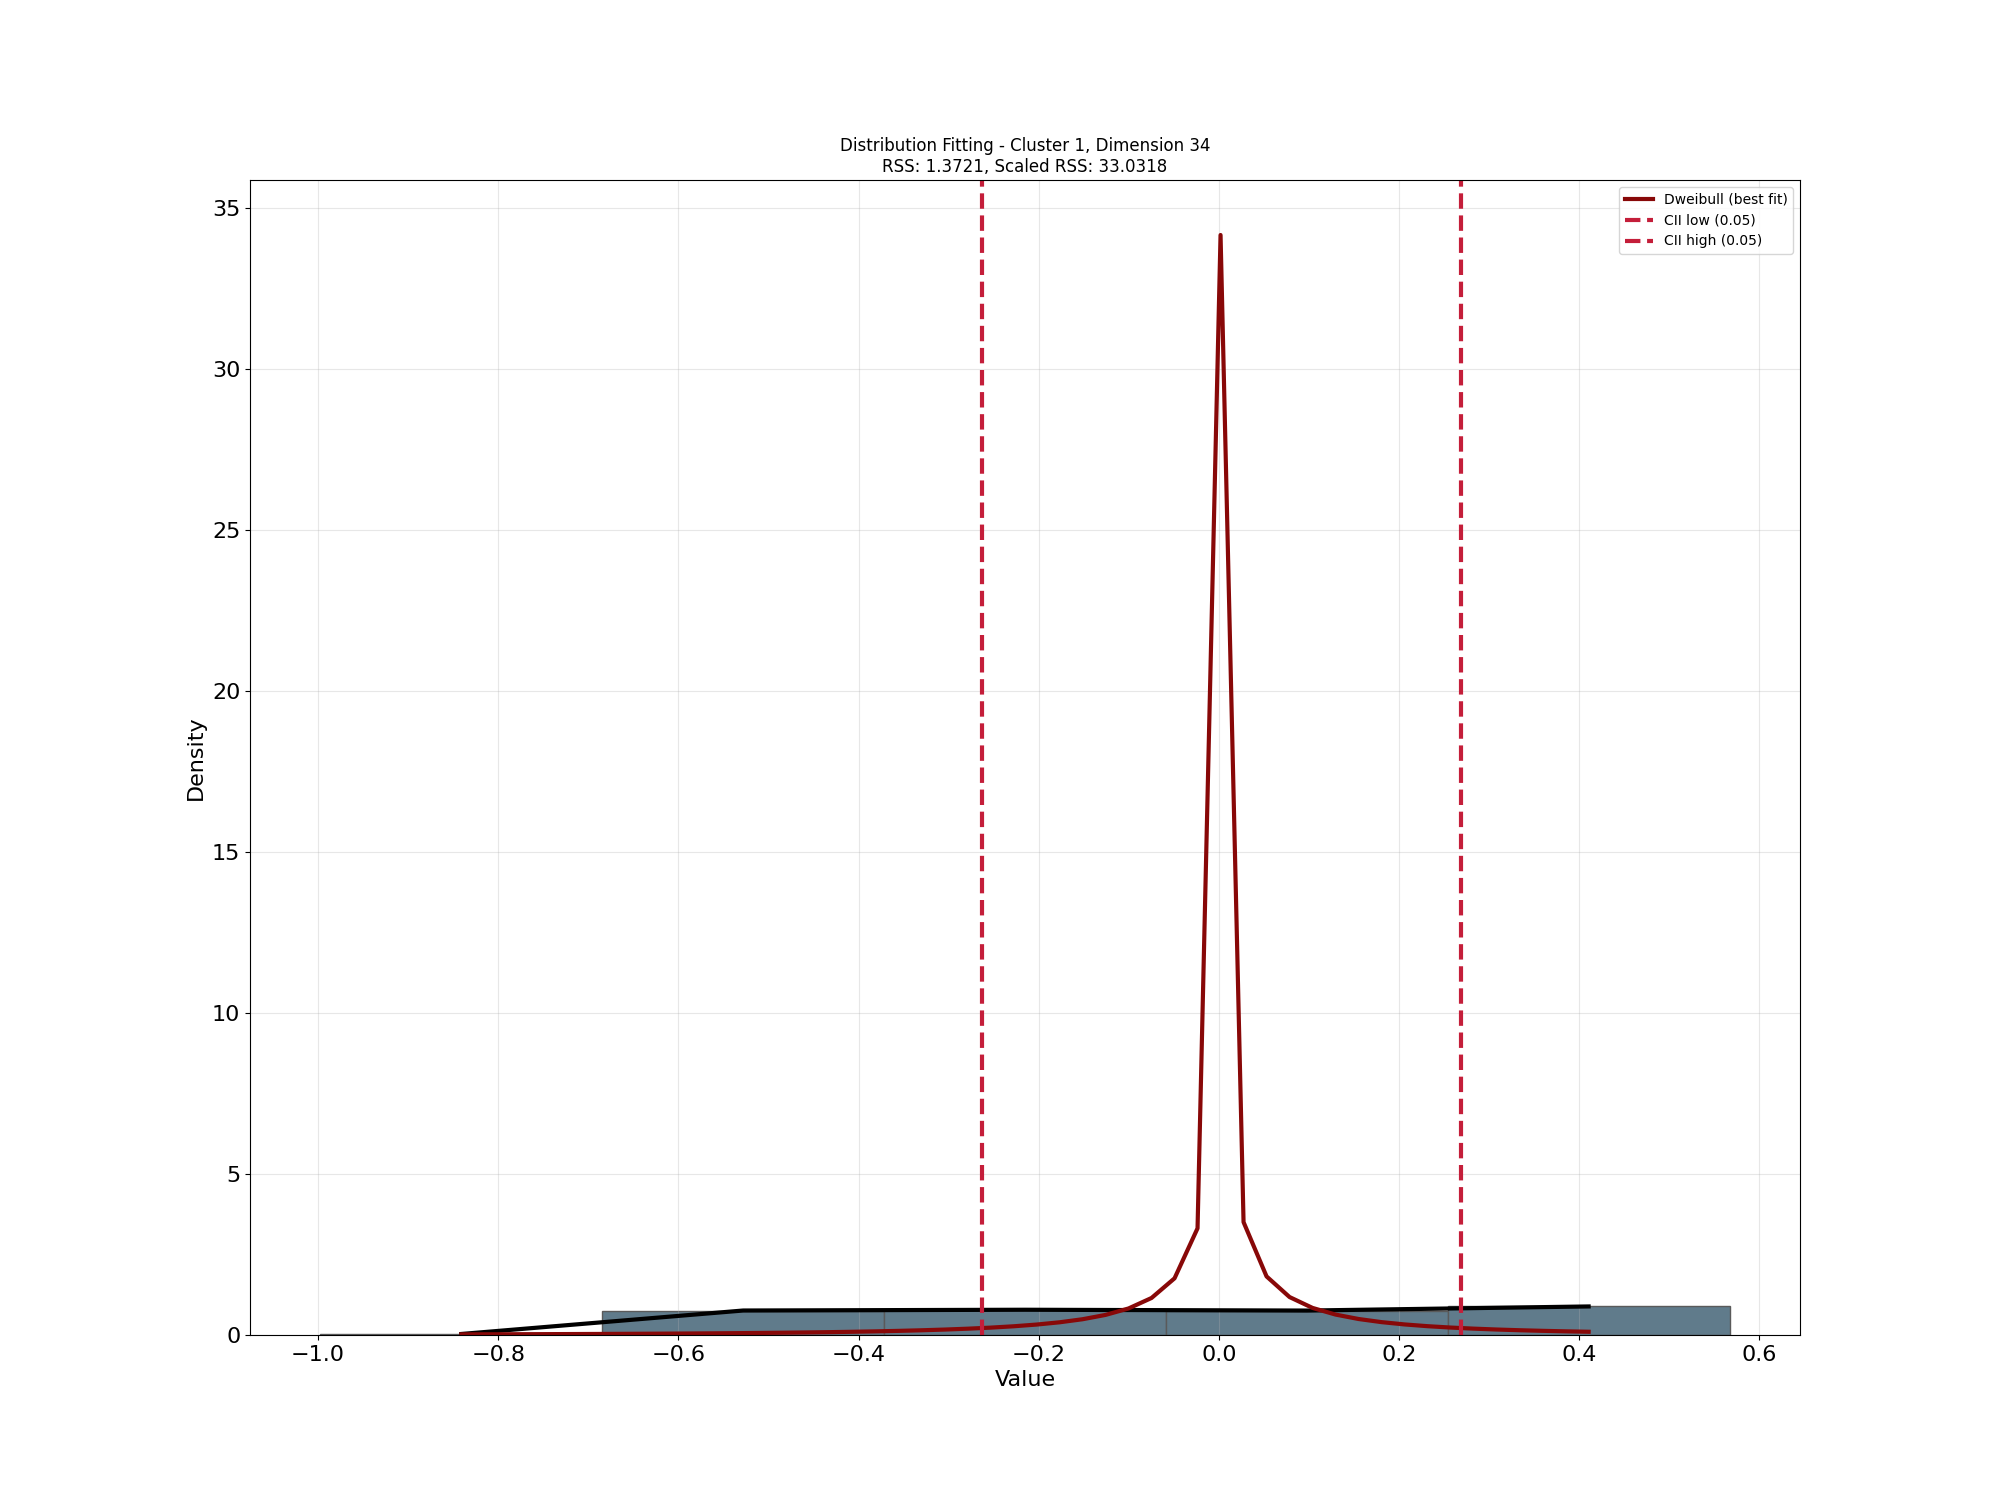 Distribution Fitting - Cluster 1, Dimension 34
RSS: 1.3721, Scaled RSS: 33.0318
Dweibull (best fit)
CII low (0.05)
CII high (0.05)
35
30
25
20
15
10
5
0
Density
−1.0 −0.8 −0.6 −0.4 −0.2 0.0 0.2 0.4 0.6
Value